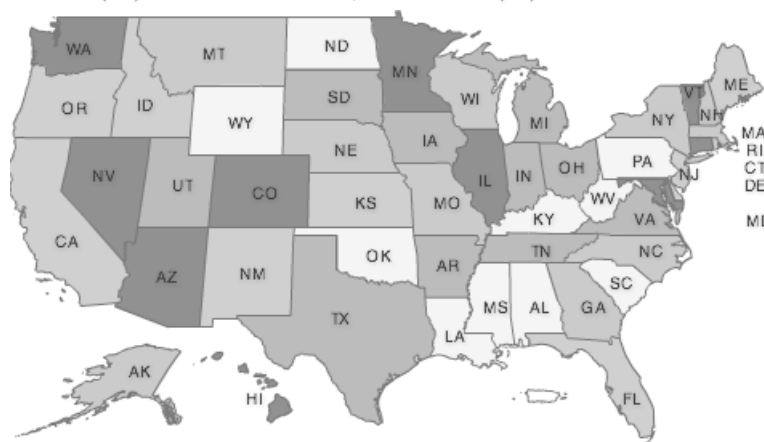 WA
MT
ND
MN
OR
ID
WY
SD
WI
MI
NY
VT
NH
ME
MA
RI
CT
DE
MD
NV
UT
CO
NE
IA
IL
IN
OH
PA
NJ
CA
KS
MO
KY
WV
VA
AZ
NM
OK
AR
TN
NC
TX
LA
MS
AL
GA
SC
AK
HI
FL